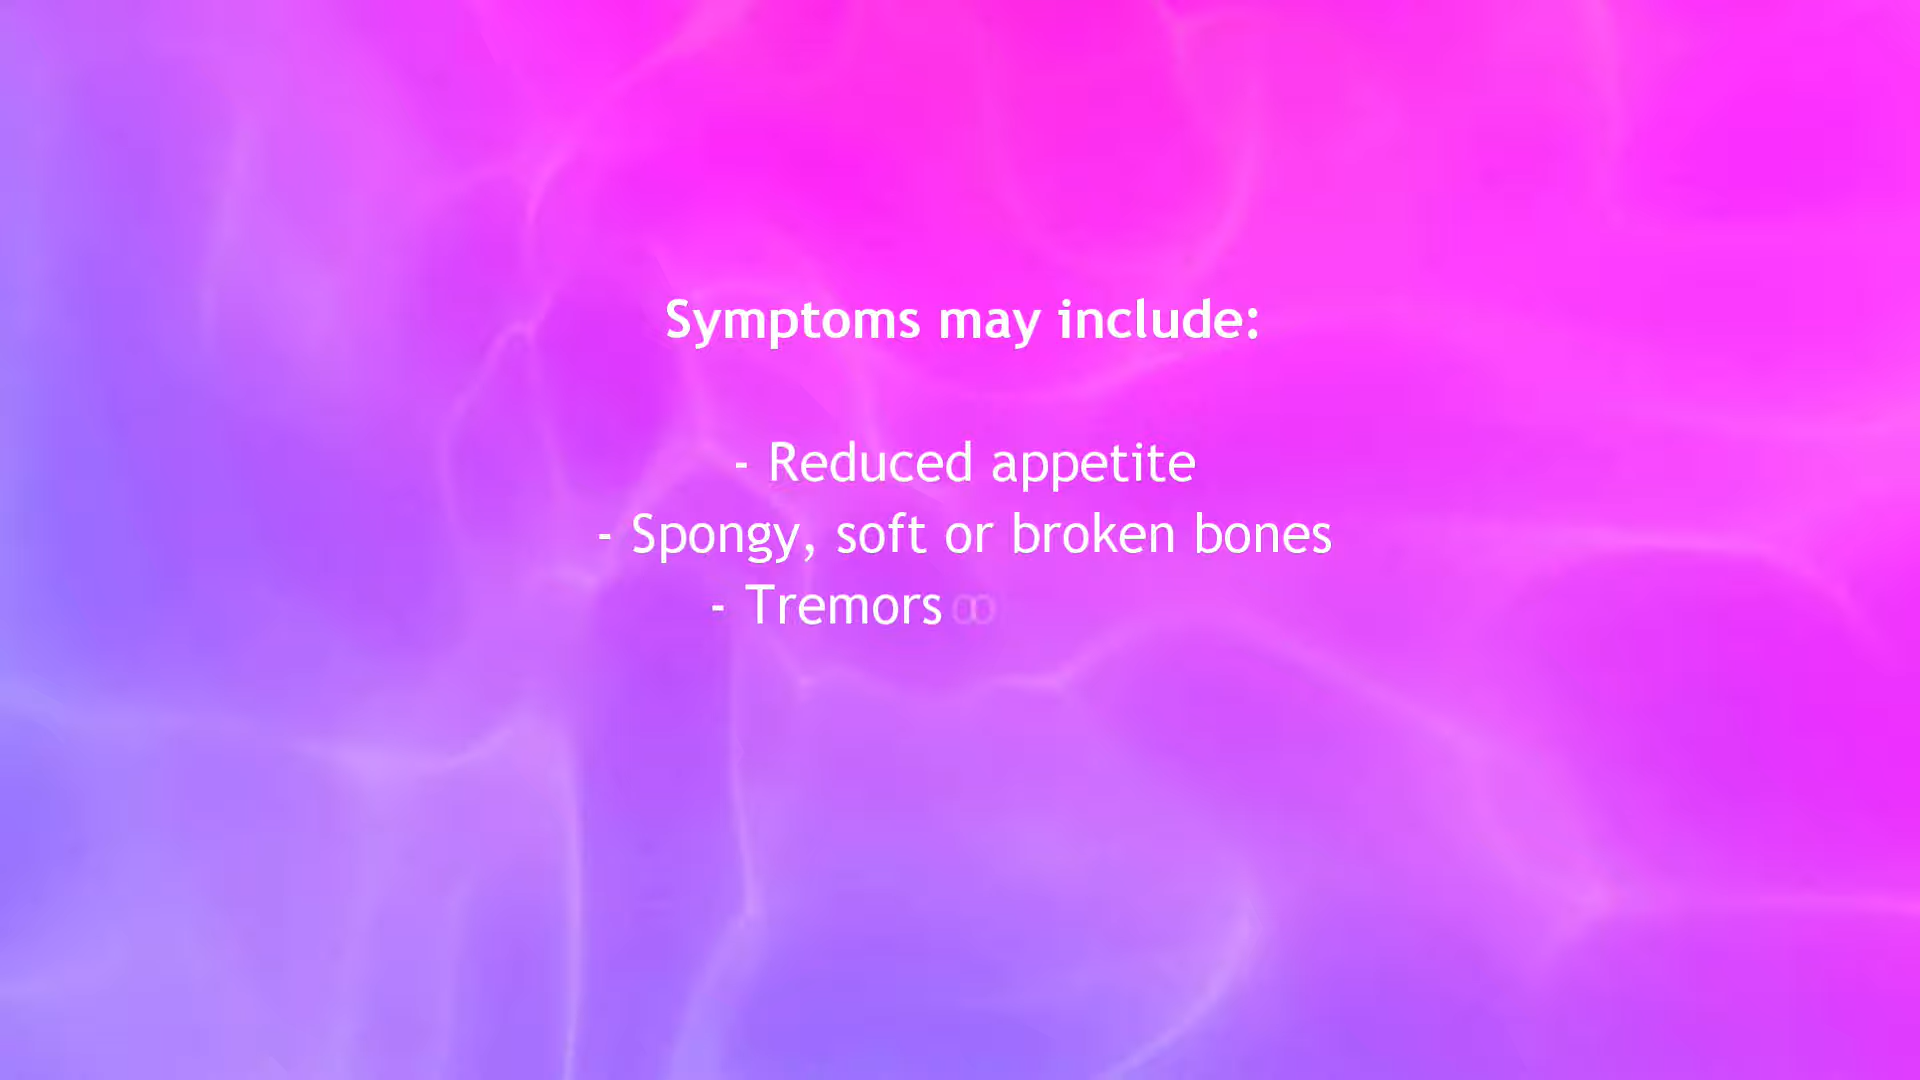 Symptoms may include:
- Reduced appetite
- Spongy, soft or broken bones
- Tremors